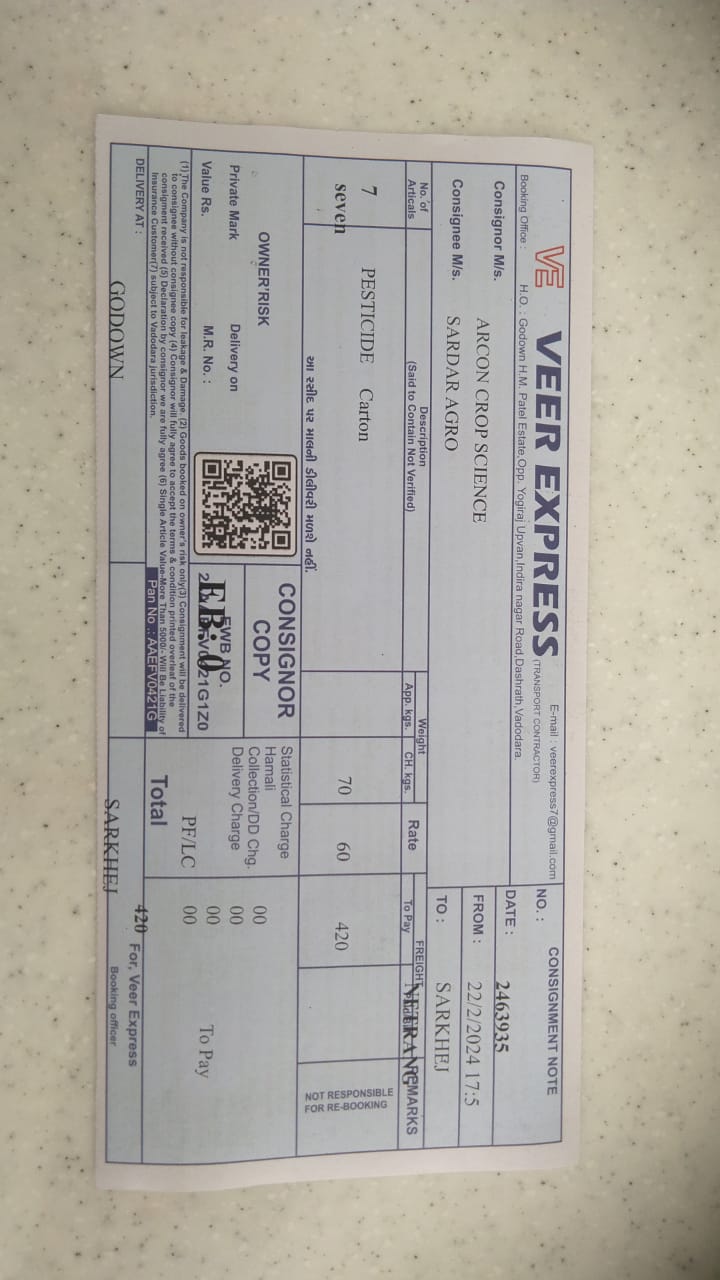 VE VEER EXPRESS
(TRANSPORT CONTRACTOR)
E-mail : veerexpress7@gmail.com
Booking Office : H.O. : Godown H.M. Patel Estate,Opp. Yogiraj Upvan,Indira nagar Road,Dashrath,Vadodara.
CONSIGNMENT NOTE
NO. : 2463935
DATE : 22/2/2024 17:5
FROM : SARKHEJ
TO : NETRANG
Consignor M/s. ARCON CROP SCIENCE
Consignee M/s. SARDAR AGRO
No. of Articals
Description
(Said to Contain Not Verified)
Weight
App. kgs. CH. kgs.
Rate
FREIGHT
To Pay
REMARKS
7 PESTICIDE Carton
seven 70 60 420
NOT RESPONSIBLE
FOR RE-BOOKING
આ રસીદ પર માલની ડીલીવરી મળશે નહીં.
OWNER'RISK
Private Mark Delivery on
Value Rs. M.R. No. :
CONSIGNOR
COPY
EWB NO.
EB: 0
Statistical Charge
Hamali 00
Collection/DD Chg. 00
Delivery Charge 00
PF/LC 00
To Pay
Total 420
(1)The Company is not responsible for leakage & Damage. (2) Goods booked on owner's risk only(3) Consignment will be delivered
to consignee without consignee copy (4) Consignor will fully agree to accept the terms & condition printed overleaf of the
consigment received (5) Declaration by consignor we are fully agree (6) Single Article Value-More Than 5000/- Will Be Liability of
Insurance Customer(7) subject to Vadodara jurisdiction.
Pan No.: AAEFV0421G
For, Veer Express
DELIVERY AT : GODOWN
SARKHEJ
Booking officer